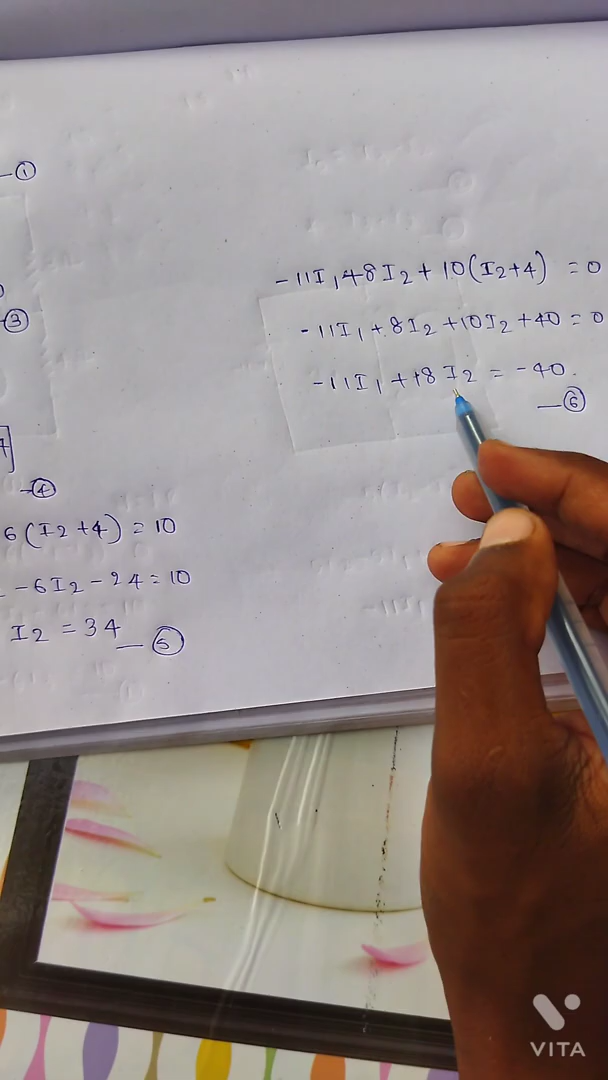 — ①
③
④
6(I2+4) = 10
-6I2 - 24 = 10
I2 = 34 — ⑤
-11I1 + 8I2 + 10(I2+4) = 0
-11I1 + 8I2 + 10I2 + 40 = 0
-11I1 + 18I2 = -40.
— ⑥
VITA